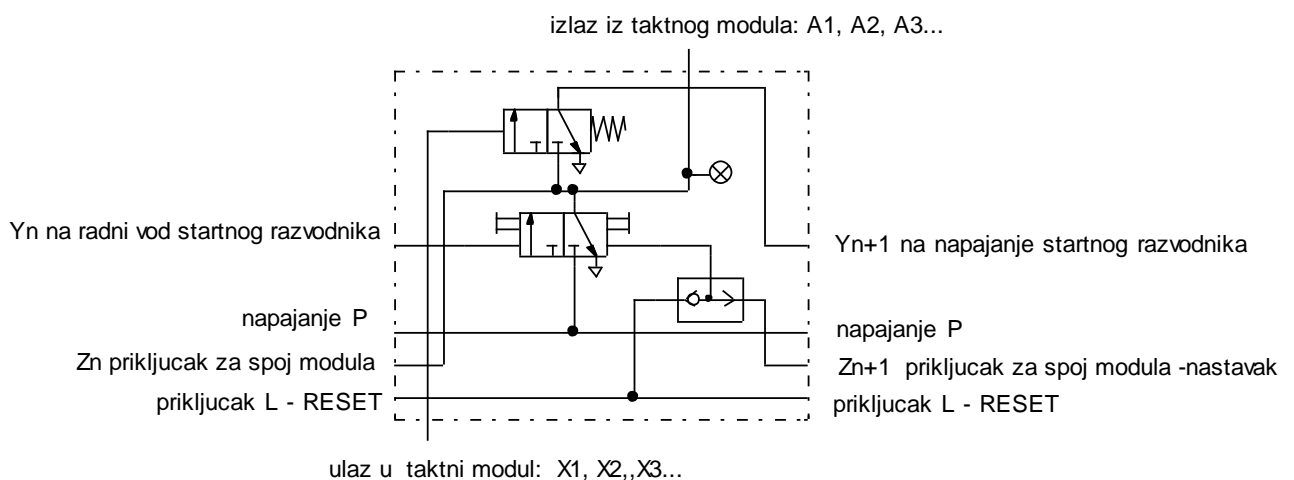 izlaz iz taktnog modula: A1, A2, A3...
Yn na radni vod startnog razvodnika
Yn+1 na napajanje startnog razvodnika
napajanje P
napajanje P
Zn prikljucak za spoj modula
Zn+1 prikljucak za spoj modula -nastavak
prikljucak L - RESET
prikljucak L - RESET
ulaz u taktni modul: X1, X2,,X3...